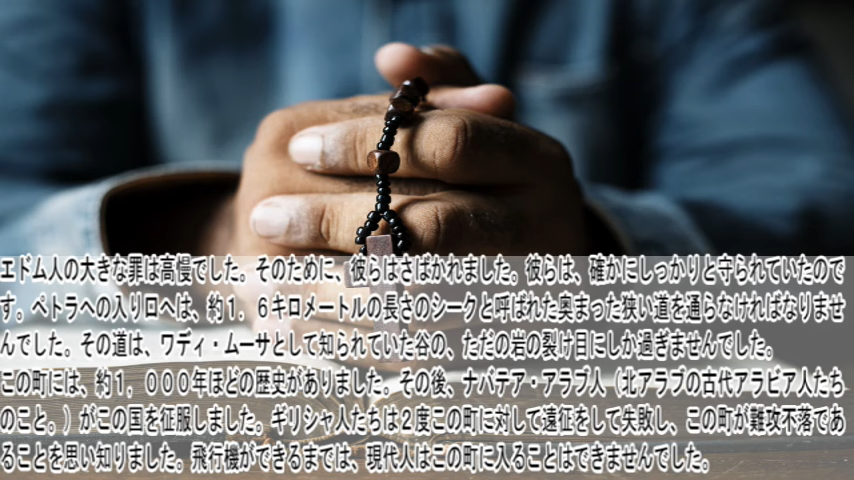 エドム人の大きな罪は高慢でした。そのために、彼らはさばかれました。彼らは、確かにしっかりと守られていたので
す。ペトラへの入り口へは、約１．６キロメートルの長さのシークと呼ばれた奥まった狭い道を通らなければなりませ
んでした。その道は、ワディ・ムーサとして知られていた谷の、ただの岩の裂け目にしか過ぎませんでした。
この町には、約１，０００年ほどの歴史がありました。その後、ナバテア・アラブ人（北アラブの古代アラビア人たち
のこと。）がこの国を征服しました。ギリシャ人たちは２度この町に対して遠征をして失敗し、この町が難攻不落であ
ることを思い知りました。飛行機ができるまでは、現代人はこの町に入ることはできませんでした。